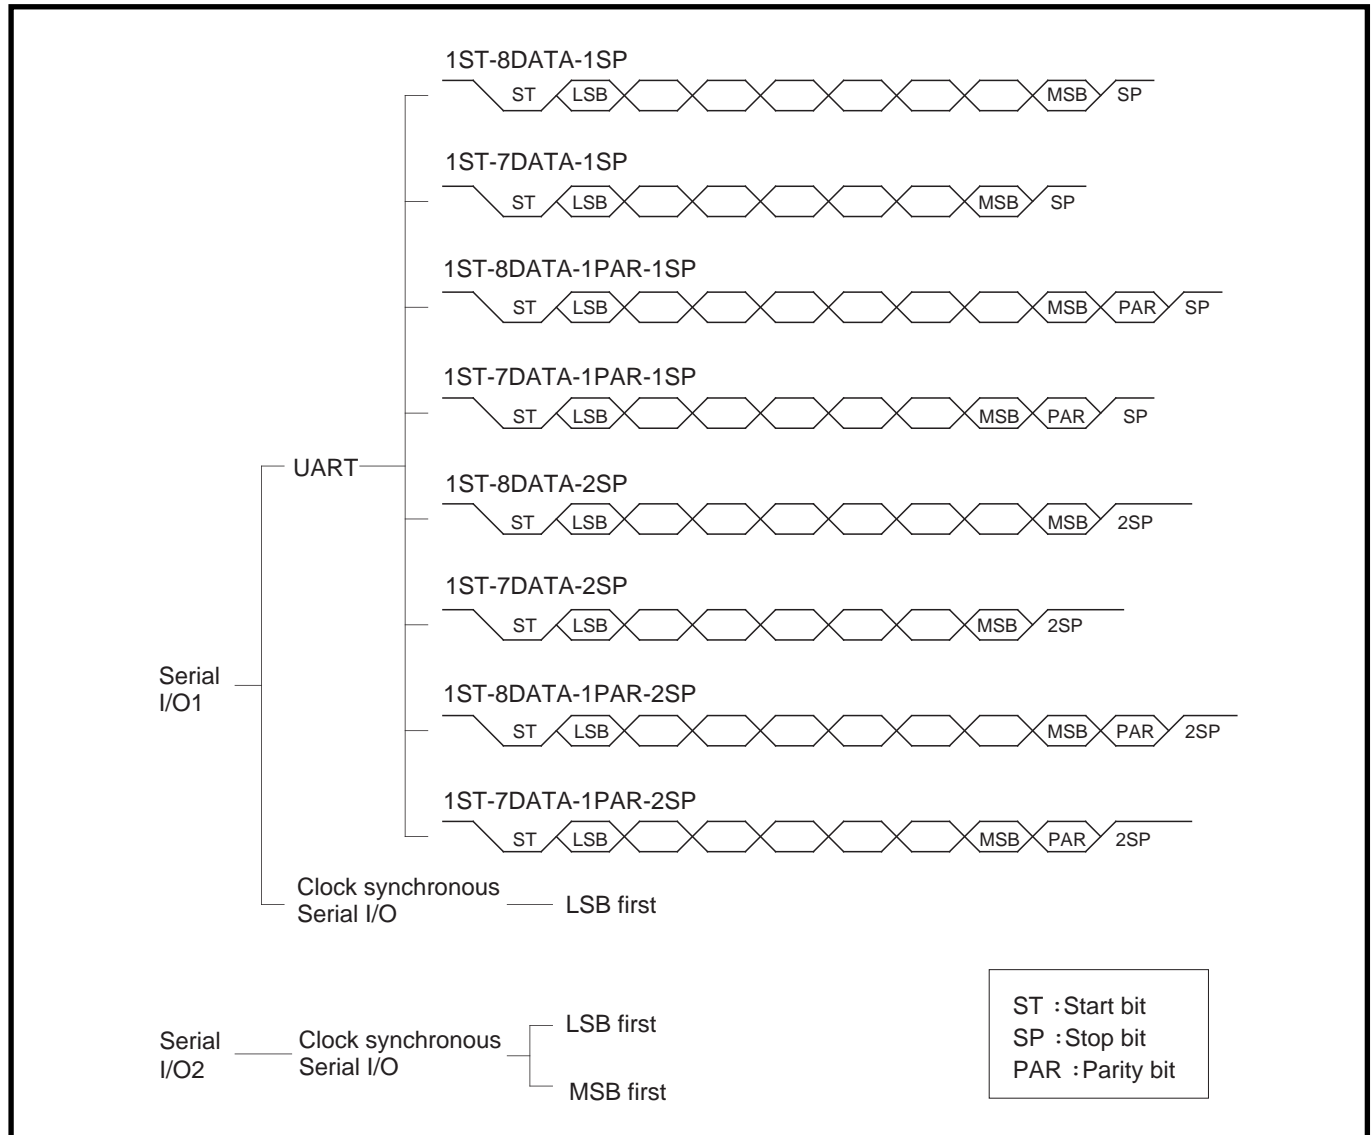 1ST-8DATA-1SP
ST LSB MSB SP
1ST-7DATA-1SP
ST LSB MSB SP
1ST-8DATA-1PAR-1SP
ST LSB MSB PAR SP
1ST-7DATA-1PAR-1SP
ST LSB MSB PAR SP
UART
1ST-8DATA-2SP
ST LSB MSB 2SP
1ST-7DATA-2SP
ST LSB MSB 2SP
Serial
I/O1
1ST-8DATA-1PAR-2SP
ST LSB MSB PAR 2SP
1ST-7DATA-1PAR-2SP
ST LSB MSB PAR 2SP
Clock synchronous
Serial I/O
LSB first
Serial
I/O2
Clock synchronous
Serial I/O
LSB first
MSB first
ST :Start bit
SP :Stop bit
PAR :Parity bit